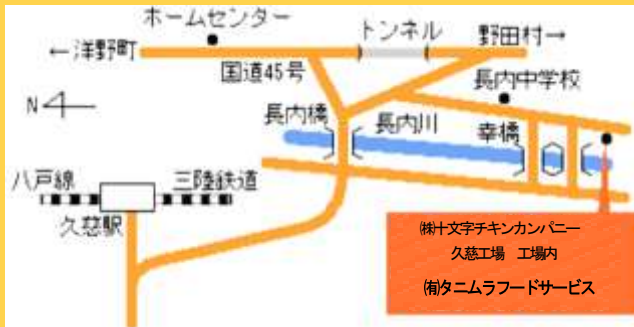 ホームセンター
トンネル
野田村→
←洋野町
国道45号
長内中学校
N
長内橋
長内川
幸橋
八戸線
三陸鉄道
久慈駅
㈱十文字チキンカンパニー
久慈工場 工場内
㈲タニムラフードサービス